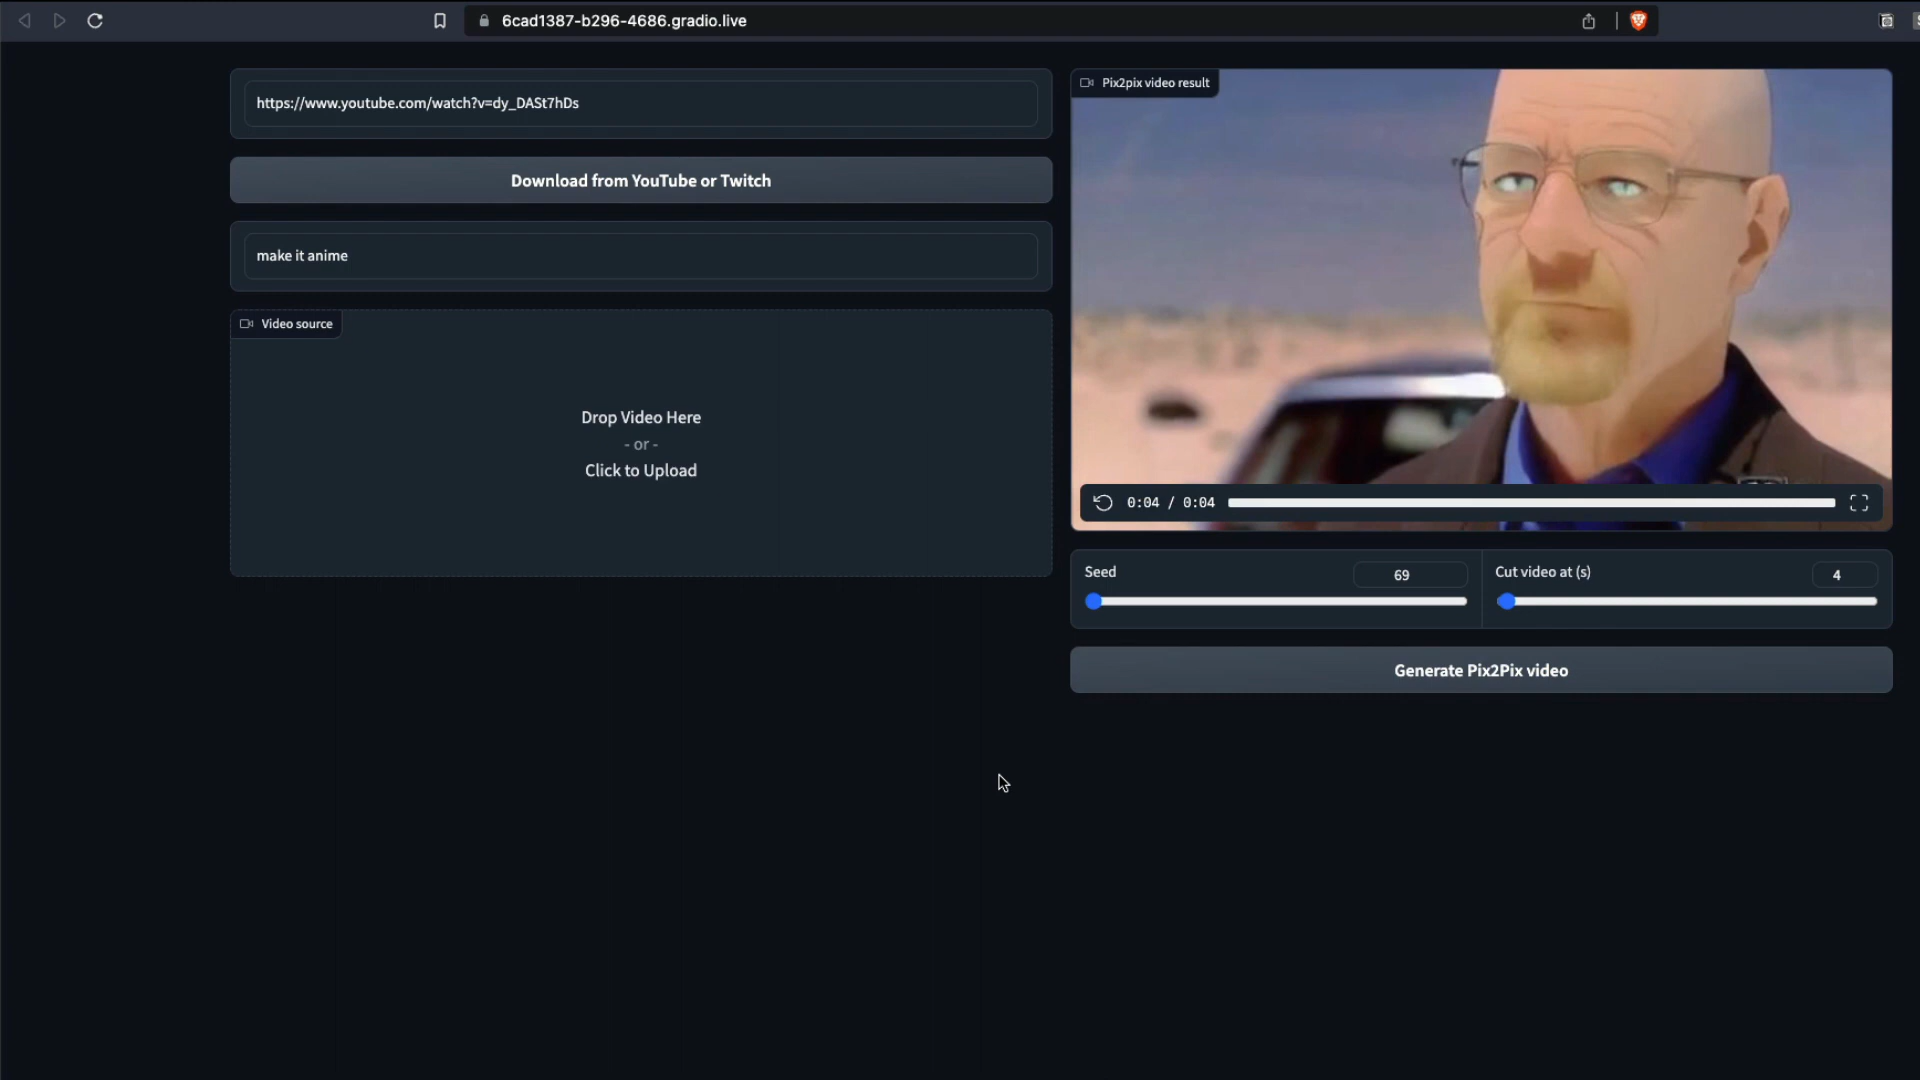 6cad1387-b296-4686.gradio.live
https://www.youtube.com/watch?v=dy_DASt7hDs
Download from YouTube or Twitch
make it anime
Video source
Drop Video Here
- or -
Click to Upload
Pix2pix video result
0:04 / 0:04
Seed
69
Cut video at (s)
4
Generate Pix2Pix video